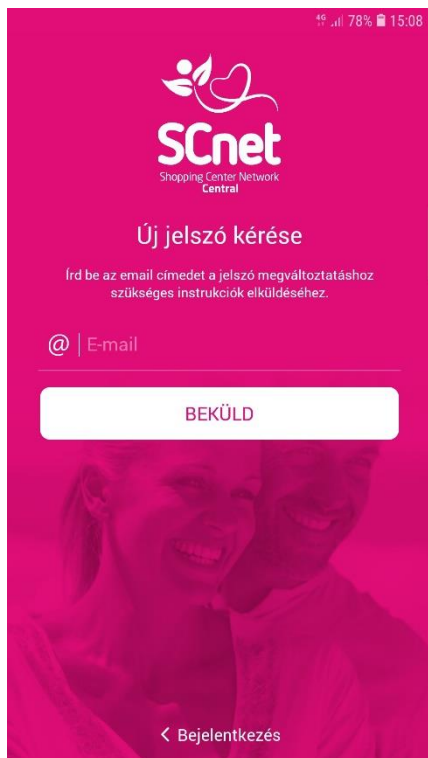 4G 78% 15:08
SCnet
Shopping Center Network
Central
Új jelszó kérése
Írd be az email címedet a jelszó megváltoztatáshoz
szükséges instrukciók elküldéséhez.
@ E-mail
BEKÜLD
< Bejelentkezés